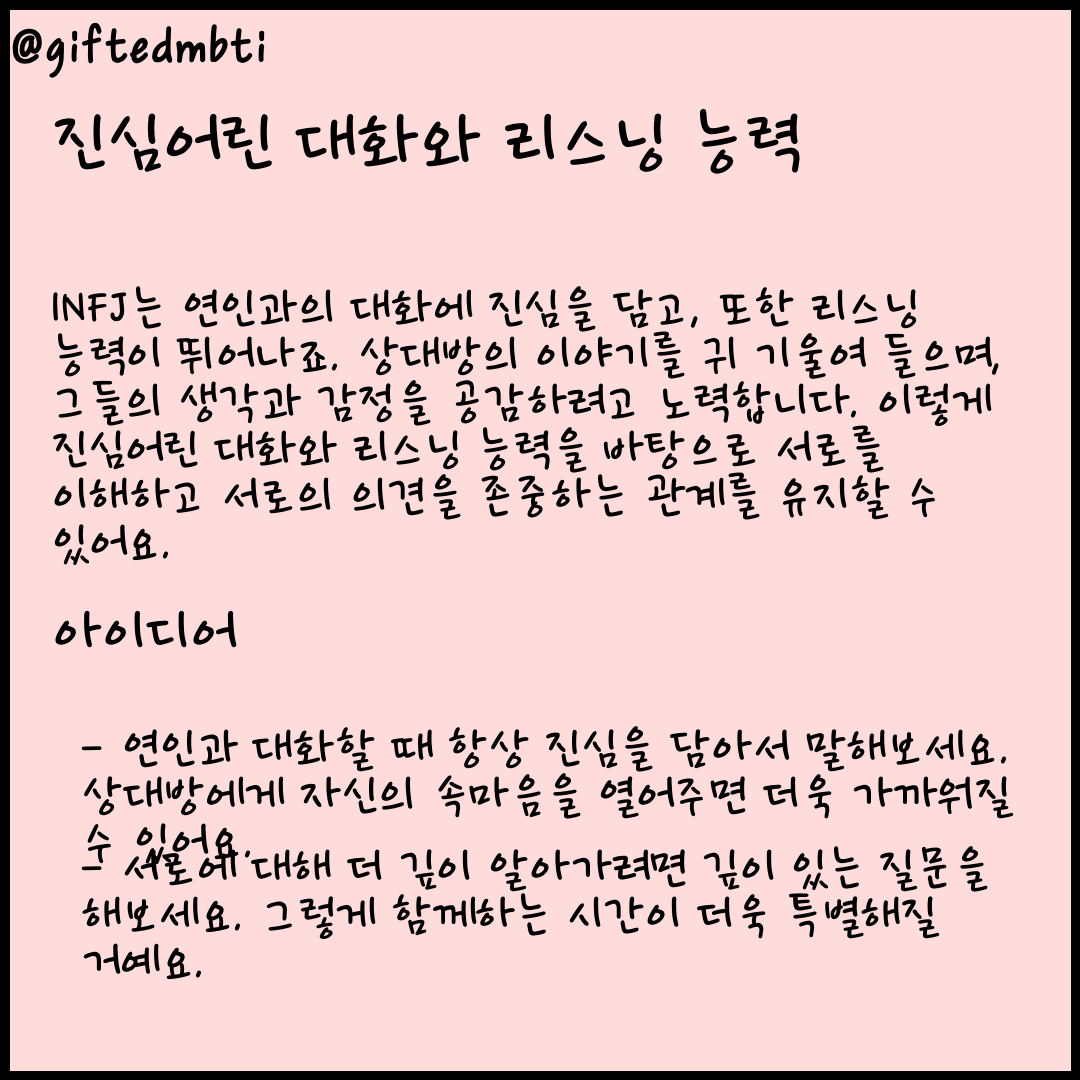 @giftedmbti
진심어린 대화와 리스닝 능력
INFJ는 연인과의 대화에 진심을 담고, 또한 리스닝
능력이 뛰어나죠. 상대방의 이야기를 귀 기울여 들으며,
그들의 생각과 감정을 공감하려고 노력합니다. 이렇게
진심어린 대화와 리스닝 능력을 바탕으로 서로를
이해하고 서로의 의견을 존중하는 관계를 유지할 수
있어요.
아이디어
- 연인과 대화할 때 항상 진심을 담아서 말해보세요.
상대방에게 자신의 속마음을 열어주면 더욱 가까워질
수 있어요.
- 서로에 대해 더 깊이 알아가려면 깊이 있는 질문을
해보세요. 그렇게 함께하는 시간이 더욱 특별해질
거예요.